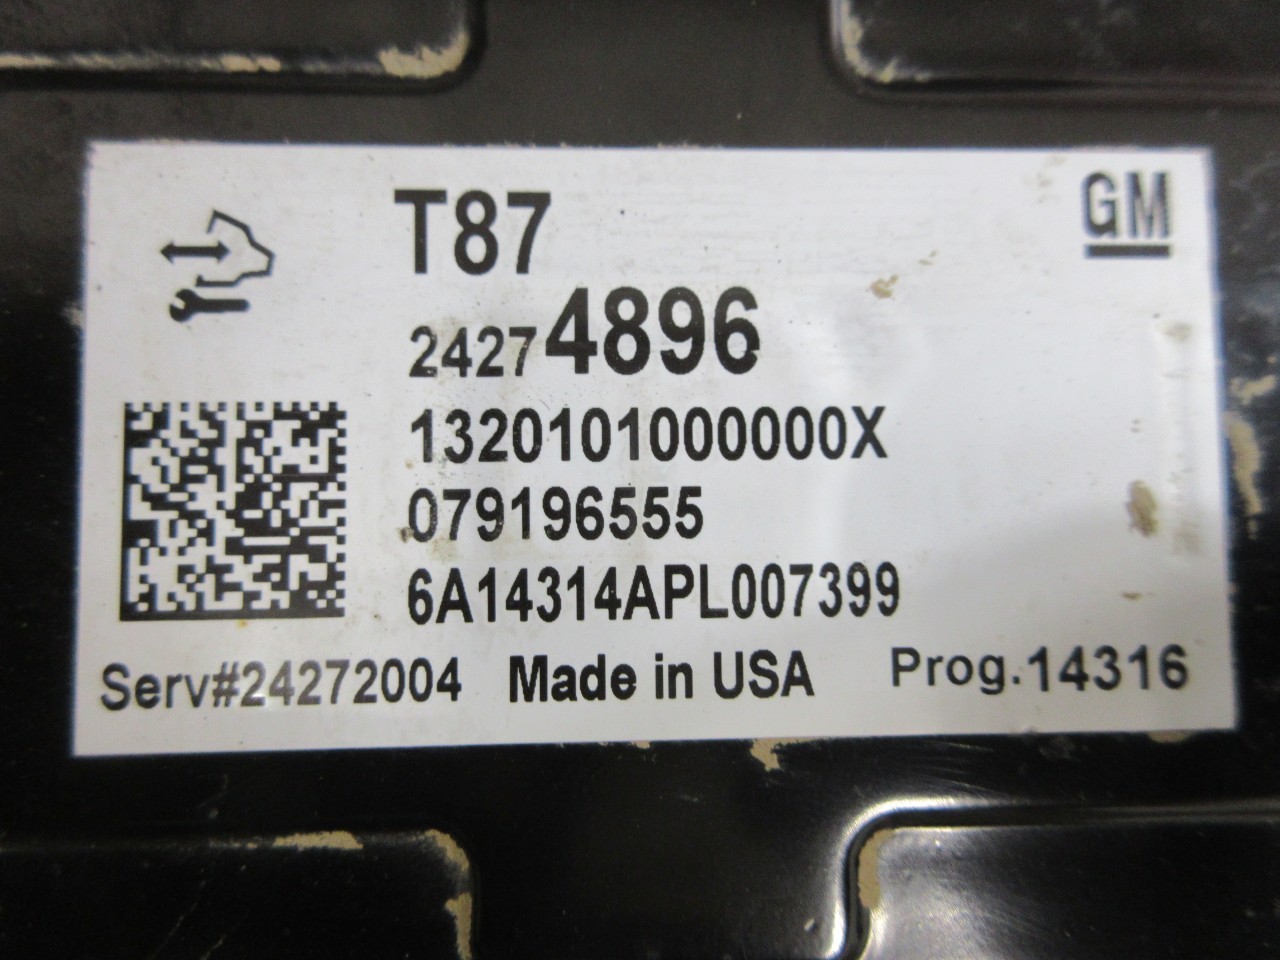 GM
T87
24274896
1320101000000X
079196555
6A14314APL007399
Serv#24272004 Made in USA Prog.14316